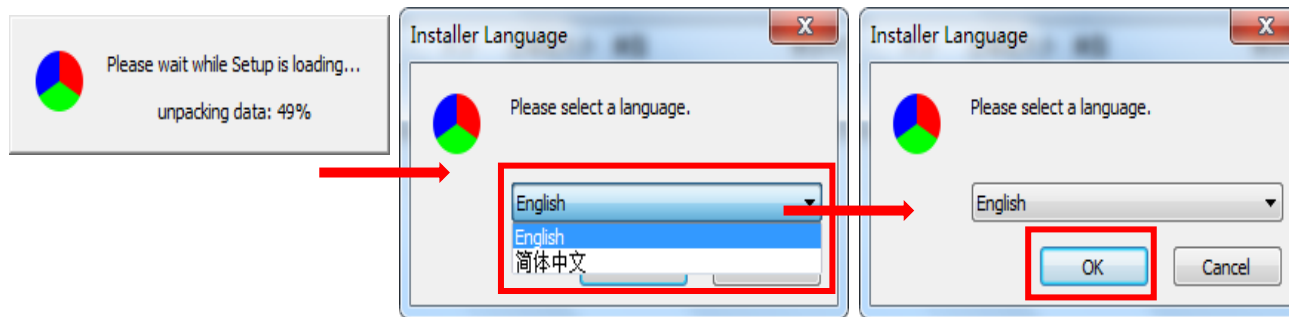 Please wait while Setup is loading...
unpacking data: 49%
Installer Language
X
Please select a language.
English
English
简体中文
Installer Language
X
Please select a language.
English
OK
Cancel